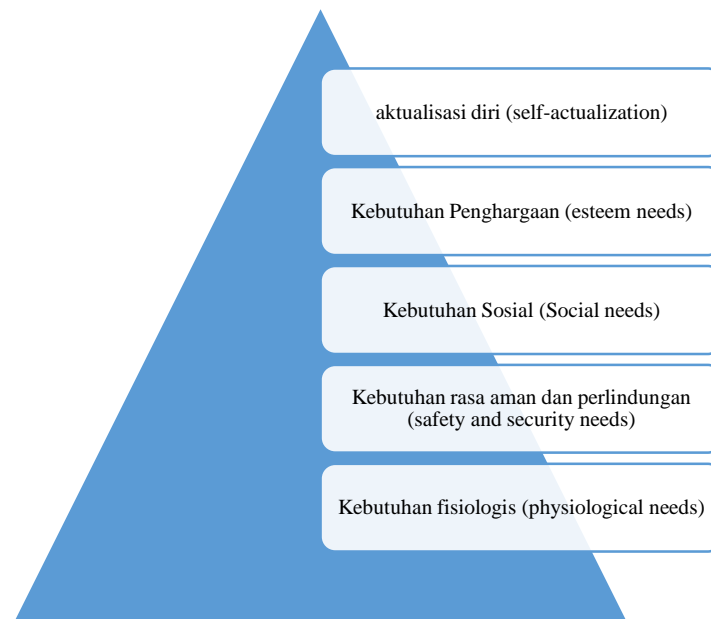 aktualisasi diri (self-actualization)
Kebutuhan Penghargaan (esteem needs)
Kebutuhan Sosial (Social needs)
Kebutuhan rasa aman dan perlindungan
(safety and security needs)
Kebutuhan fisiologis (physiological needs)